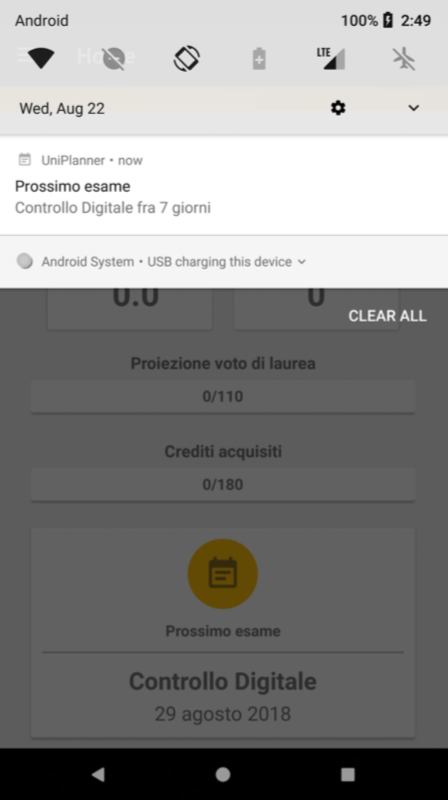 Android 100% 2:49
Home
LTE
Wed, Aug 22
UniPlanner • now
Prossimo esame
Controllo Digitale fra 7 giorni
Android System • USB charging this device
0.0 0
CLEAR ALL
Proiezione voto di laurea
0/110
Crediti acquisiti
0/180
Prossimo esame
Controllo Digitale
29 agosto 2018